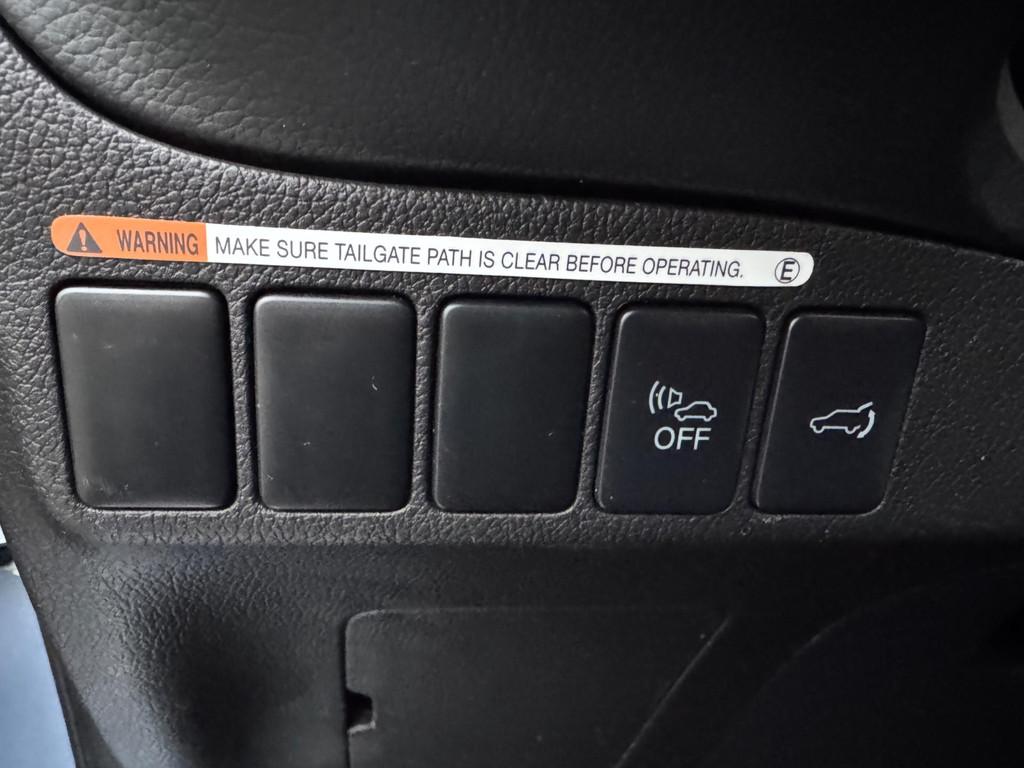 WARNING MAKE SURE TAILGATE PATH IS CLEAR BEFORE OPERATING. Ⓔ
OFF